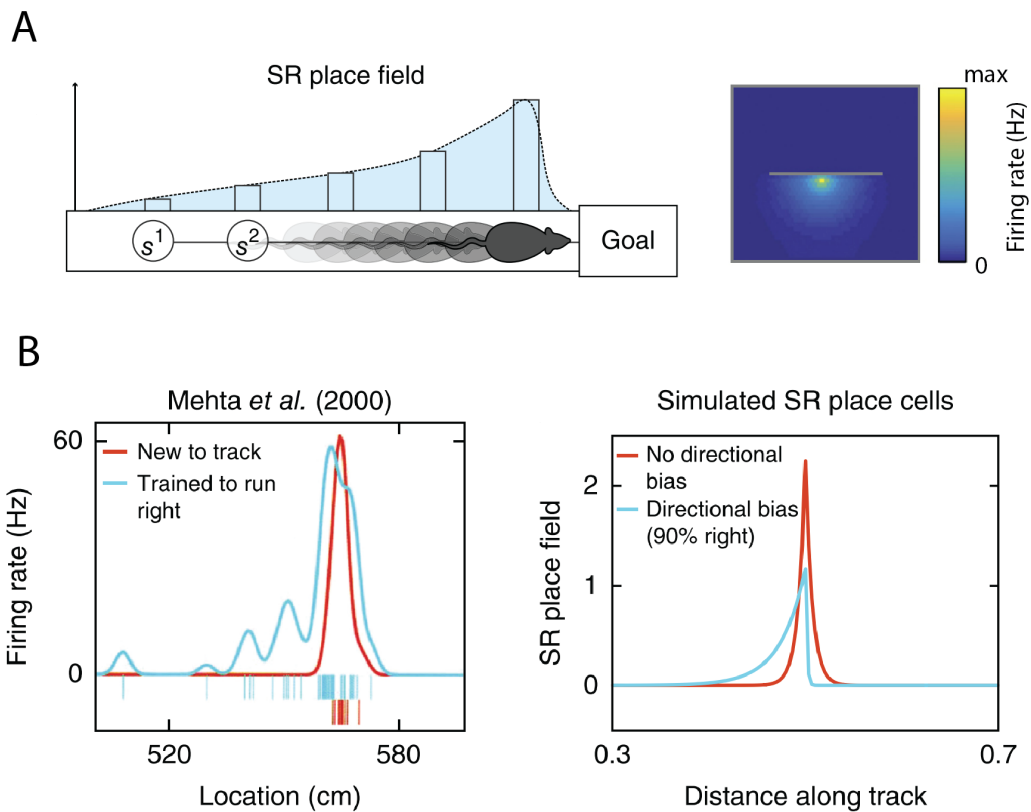 A
SR place field
s1
s2
Goal
max
Firing rate (Hz)
0
B
Mehta et al. (2000)
60
New to track
Trained to run
right
Firing rate (Hz)
0
520
580
Location (cm)
Simulated SR place cells
No directional
bias
Directional bias
(90% right)
2
1
0
SR place field
0.3
0.7
Distance along track